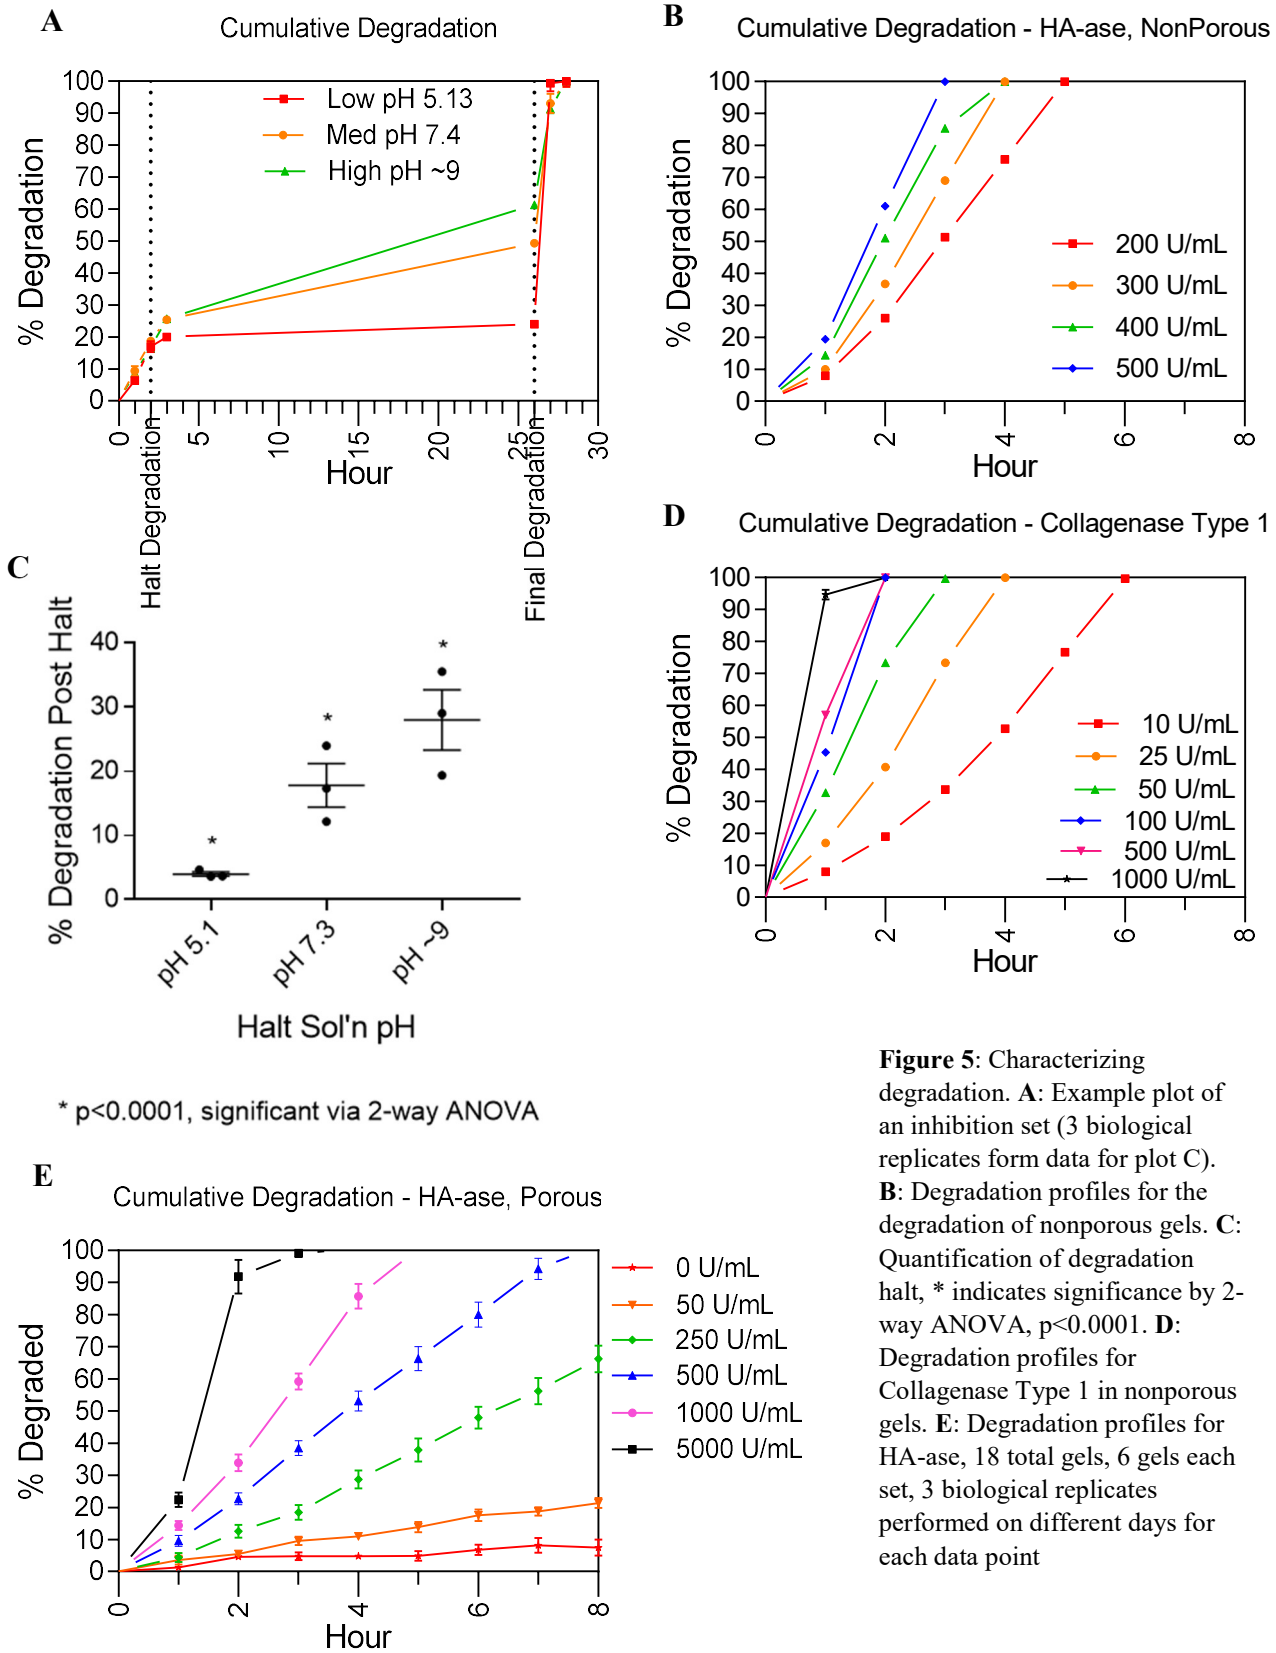 A
Cumulative Degradation
% Degradation
100
90
80
70
60
50
40
30
20
10
0
Low pH 5.13
Med pH 7.4
High pH ~9
0
5
10
15
20
25
30
Hour
Halt Degradation
Final Degradation
B
Cumulative Degradation - HA-ase, NonPorous
% Degradation
100
90
80
70
60
50
40
30
20
10
0
200 U/mL
300 U/mL
400 U/mL
500 U/mL
0
2
4
6
8
Hour
C
% Degradation Post Halt
40
30
20
10
0
*
*
*
pH 5.1
pH 7.3
pH ~9
Halt Sol'n pH
* p<0.0001, significant via 2-way ANOVA
D
Cumulative Degradation - Collagenase Type 1
% Degradation
100
90
80
70
60
50
40
30
20
10
0
10 U/mL
25 U/mL
50 U/mL
100 U/mL
500 U/mL
1000 U/mL
0
2
4
6
8
Hour
E
Cumulative Degradation - HA-ase, Porous
% Degraded
100
90
80
70
60
50
40
30
20
10
0
0 U/mL
50 U/mL
250 U/mL
500 U/mL
1000 U/mL
5000 U/mL
0
2
4
6
8
Hour
Figure 5: Characterizing
degradation. A: Example plot of
an inhibition set (3 biological
replicates form data for plot C).
B: Degradation profiles for the
degradation of nonporous gels. C:
Quantification of degradation
halt, * indicates significance by 2-
way ANOVA, p<0.0001. D:
Degradation profiles for
Collagenase Type 1 in nonporous
gels. E: Degradation profiles for
HA-ase, 18 total gels, 6 gels each
set, 3 biological replicates
performed on different days for
each data point